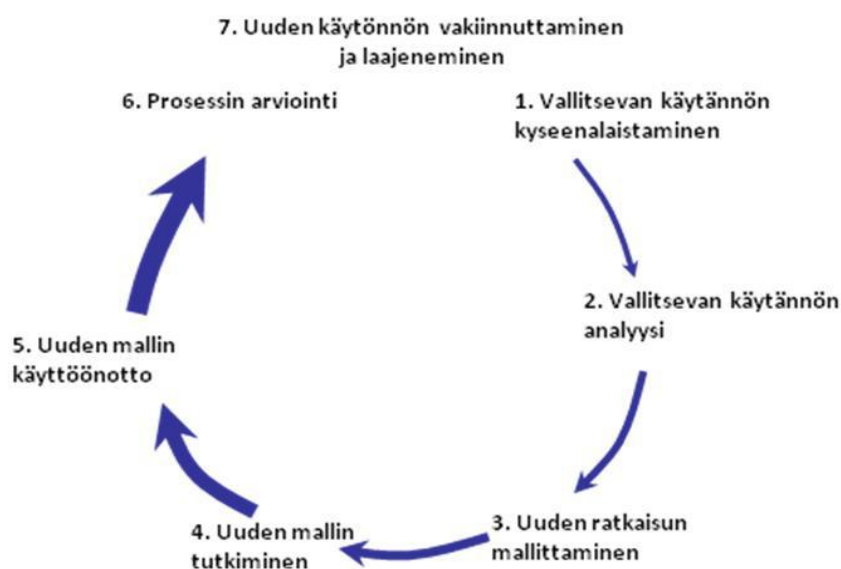 7. Uuden käytönnön vakiinnuttaminen
ja laajeneminen
6. Prosessin arviointi
1. Vallitsevan käytännön
kyseenalaistaminen
2. Vallitsevan käytännön
analyysi
5. Uuden mallin
käyttöönotto
3. Uuden ratkaisun
mallittaminen
4. Uuden mallin
tutkiminen